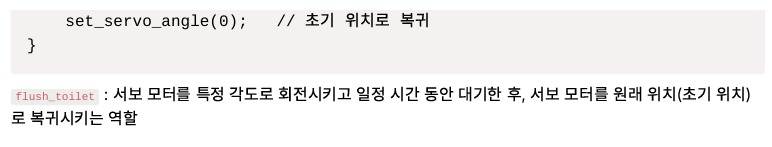 set_servo_angle(0);   // 초기 위치로 복귀
}
flush_toilet : 서보 모터를 특정 각도로 회전시키고 일정 시간 동안 대기한 후, 서보 모터를 원래 위치(초기 위치)
로 복귀시키는 역할